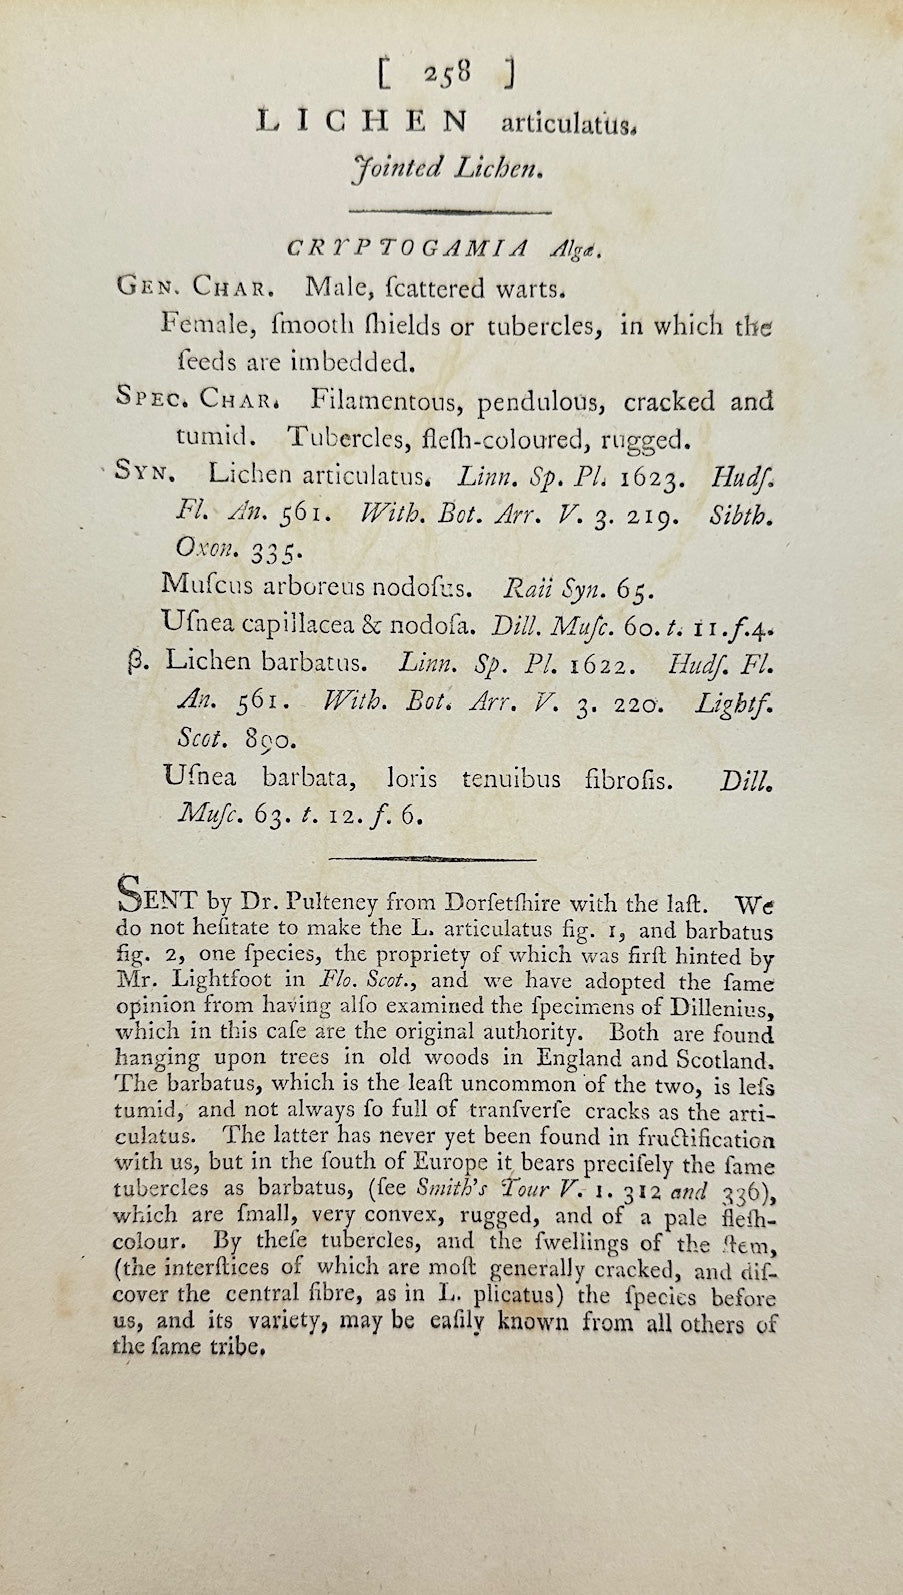 [ 258 ]
LICHEN articulatus.
Jointed Lichen.
CRYPTOGAMIA Algæ.
GEN. CHAR. Male, ſcattered warts.
Female, ſmooth ſhields or tubercles, in which the
ſeeds are imbedded.
SPEC. CHAR. Filamentous, pendulous, cracked and
tumid. Tubercles, fleſh-coloured, rugged.
SYN. Lichen articulatus. Linn. Sp. Pl. 1623. Hudſ.
Fl. An. 561. With. Bot. Arr. V. 3. 219. Sibth.
Oxon. 335.
Muſcus arboreus nodoſus. Raii Syn. 65.
Uſnea capillacea & nodoſa. Dill. Muſc. 60. t. 11. f. 4.
β. Lichen barbatus. Linn. Sp. Pl. 1622. Hudſ. Fl.
An. 561. With. Bot. Arr. V. 3. 220. Lightf.
Scot. 890.
Uſnea barbata, loris tenuibus fibroſis. Dill.
Muſc. 63. t. 12. f. 6.
SENT by Dr. Pulteney from Dorſetſhire with the laſt. We
do not heſitate to make the L. articulatus fig. 1, and barbatus
fig. 2, one ſpecies, the propriety of which was firſt hinted by
Mr. Lightfoot in Flo. Scot., and we have adopted the ſame
opinion from having alſo examined the ſpecimens of Dillenius,
which in this caſe are the original authority. Both are found
hanging upon trees in old woods in England and Scotland.
The barbatus, which is the leaſt uncommon of the two, is leſs
tumid, and not always ſo full of tranſverſe cracks as the arti-
culatus. The latter has never yet been found in fructification
with us, but in the ſouth of Europe it bears preciſely the ſame
tubercles as barbatus, (ſee Smith's Tour V. 1. 312 and 336),
which are ſmall, very convex, rugged, and of a pale fleſh-
colour. By theſe tubercles, and the ſwellings of the ſtem,
(the interſtices of which are moſt generally cracked, and diſ-
cover the central fibre, as in L. plicatus) the ſpecies before
us, and its variety, may be eaſily known from all others of
the ſame tribe.